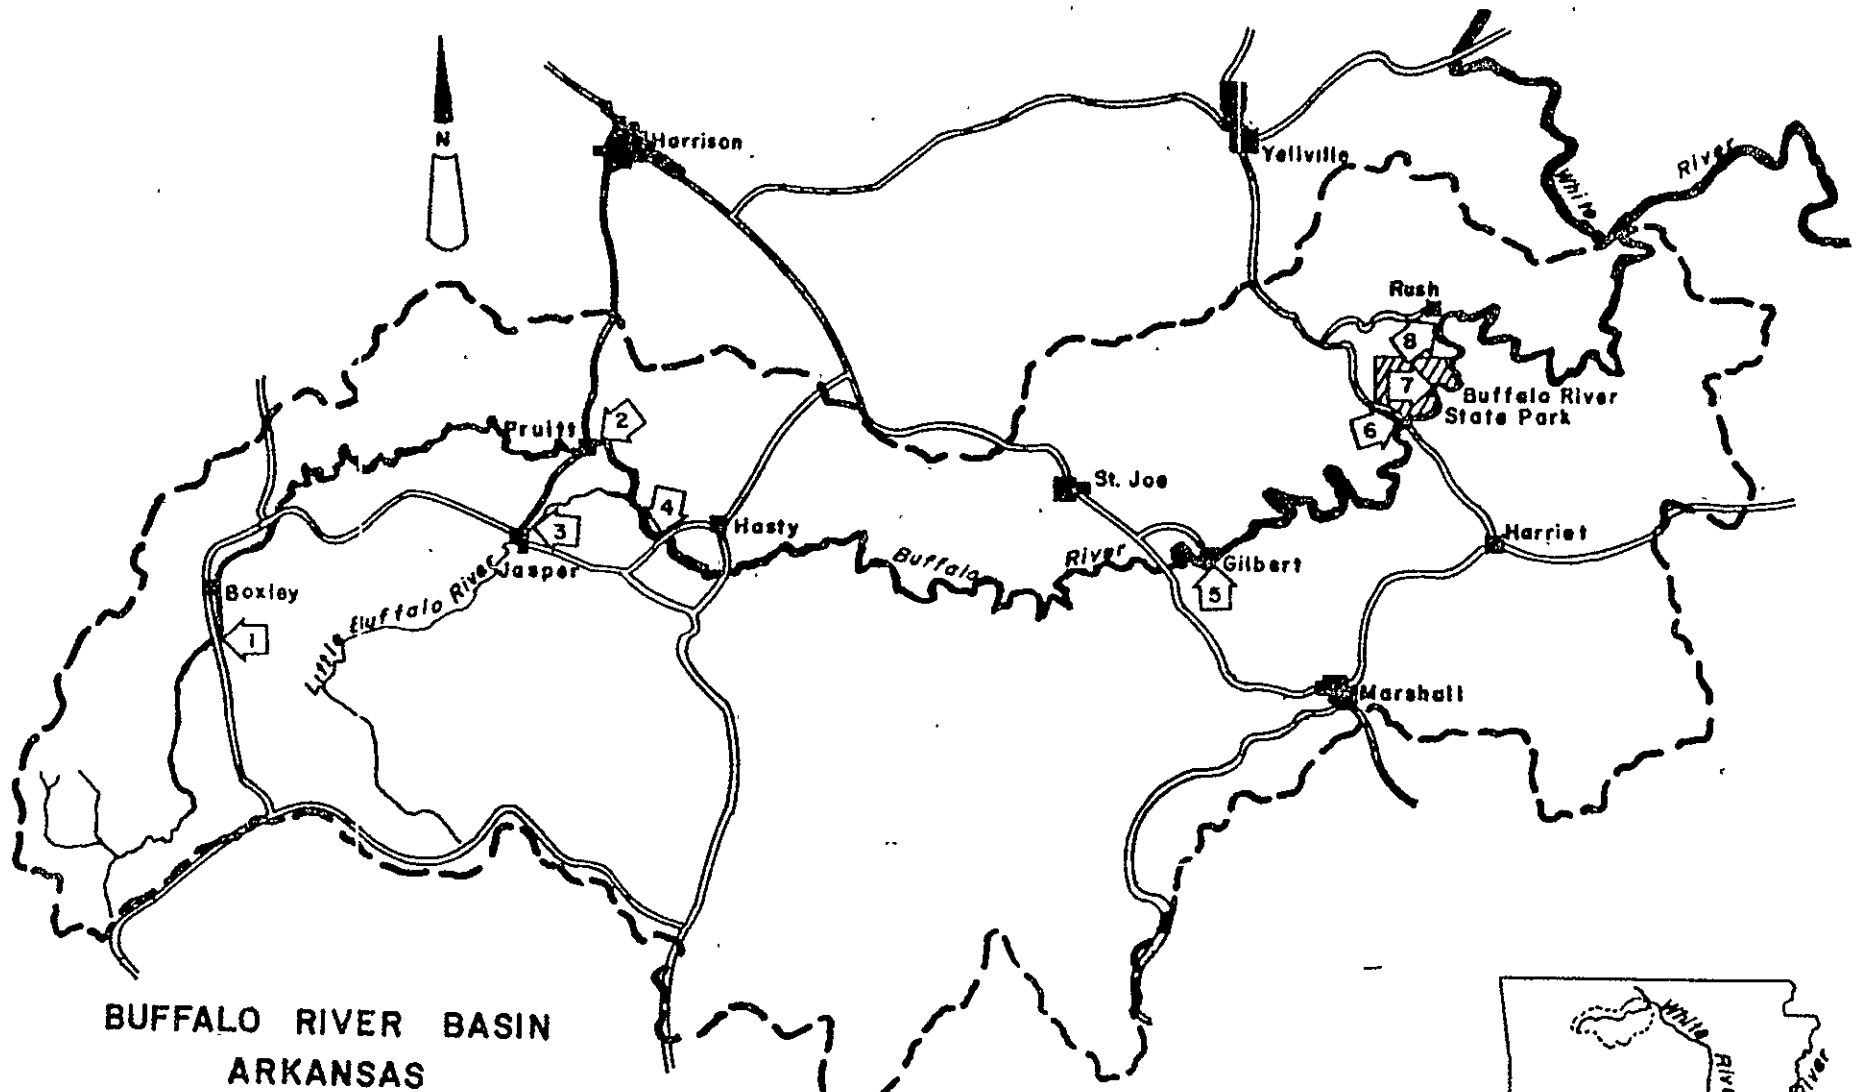 N
Harrison
Yellville
White
River
Rush
8
7
Buffalo River
State Park
6
Pruitt
2
4
3
Hasty
St. Joe
Harriet
Jasper
Buffalo
River
Gilbert
5
Boxley
1
Little Buffalo River
Marshall
BUFFALO RIVER BASIN
ARKANSAS
White